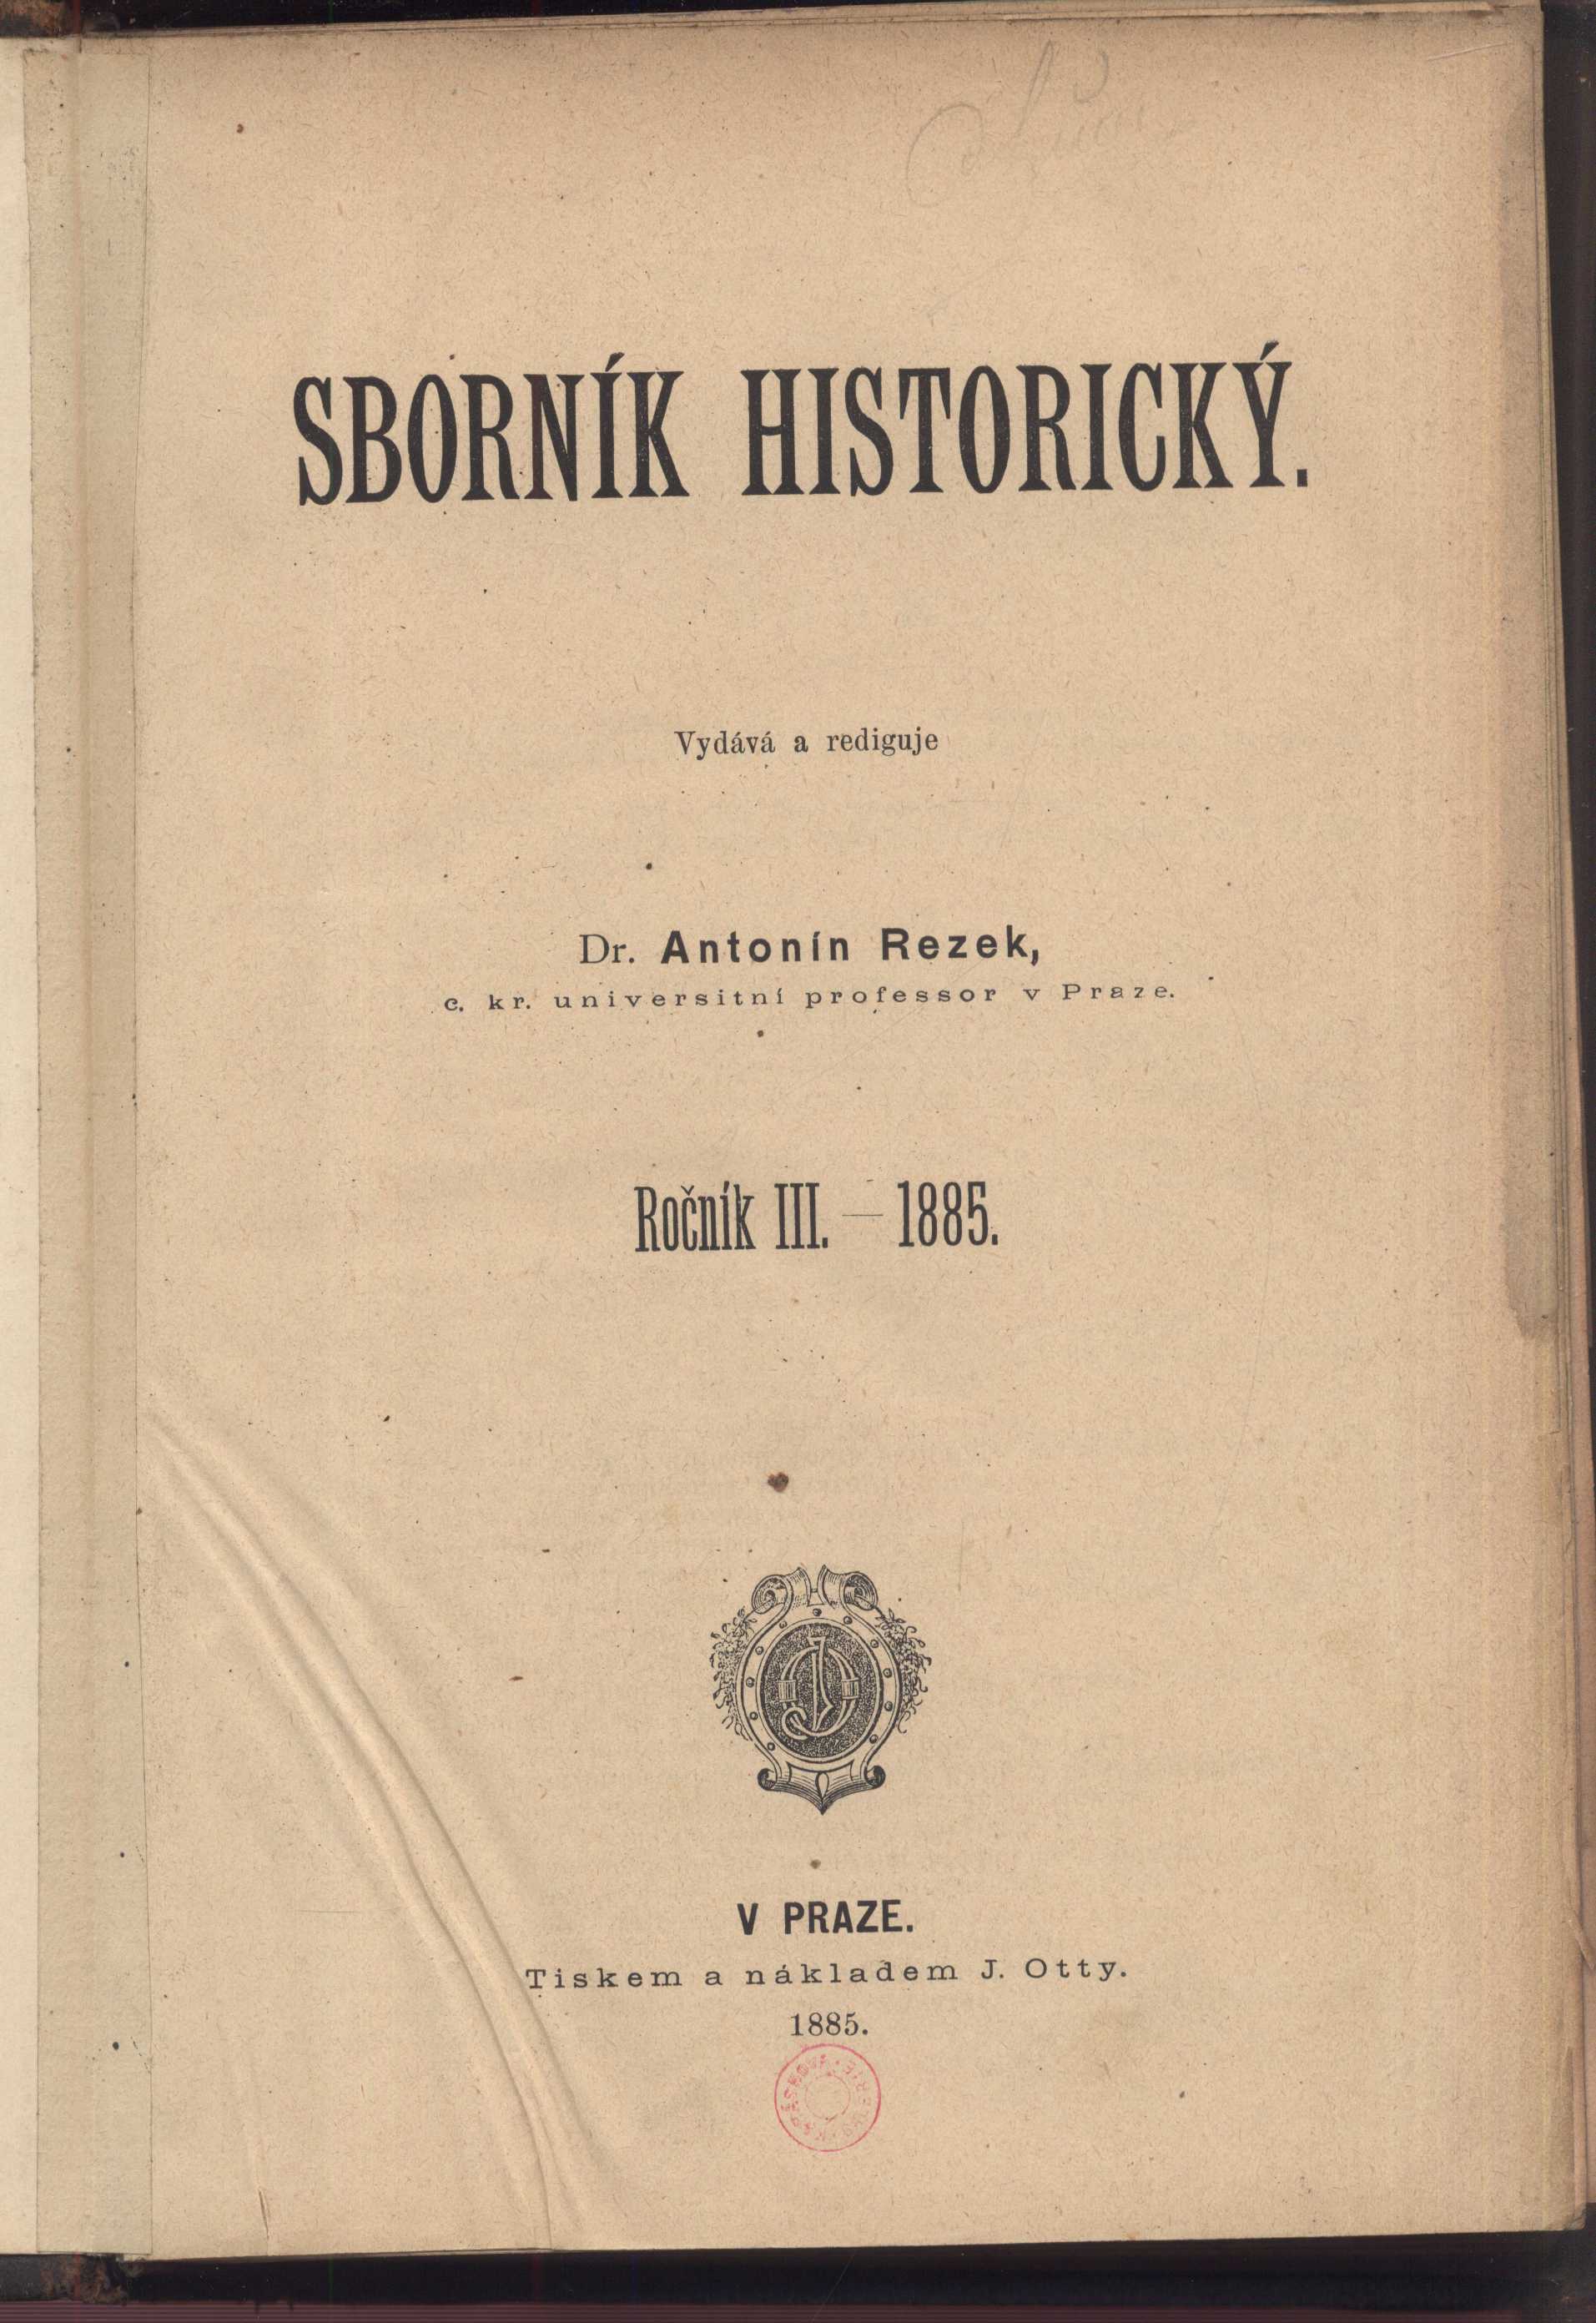 SBORNÍK HISTORICKÝ.
Vydává a rediguje
Dr. Antonín Rezek,
c. kr. universitní professor v Praze.
Ročník III. — 1885.
V PRAZE.
Tiskem a nákladem J. Otty.
1885.